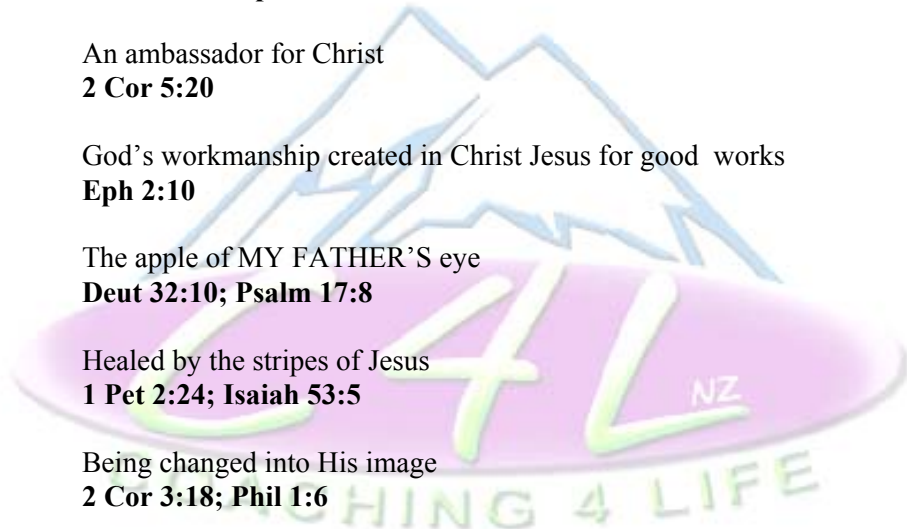 An ambassador for Christ
2 Cor 5:20
God’s workmanship created in Christ Jesus for good works
Eph 2:10
The apple of MY FATHER’S eye
Deut 32:10; Psalm 17:8
Healed by the stripes of Jesus
1 Pet 2:24; Isaiah 53:5
Being changed into His image
2 Cor 3:18; Phil 1:6
C4L NZ
COACHING 4 LIFE